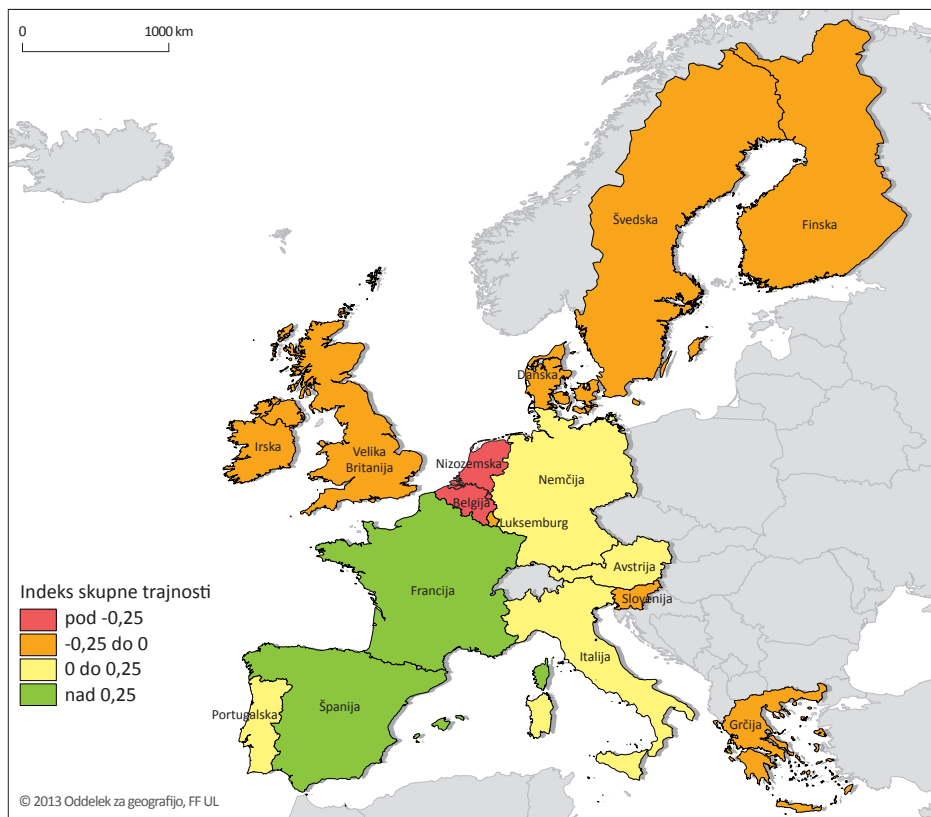 0 1000 km
Švedska
Finska
Danska
Irska
Velika
Britanija
Nizozemska
Nemčija
Belgija
Luksemburg
Avstrija
Francija
Slovenija
Italija
Portugalska
Španija
Grčija
Indeks skupne trajnosti
pod -0,25
-0,25 do 0
0 do 0,25
nad 0,25
© 2013 Oddelek za geografijo, FF UL